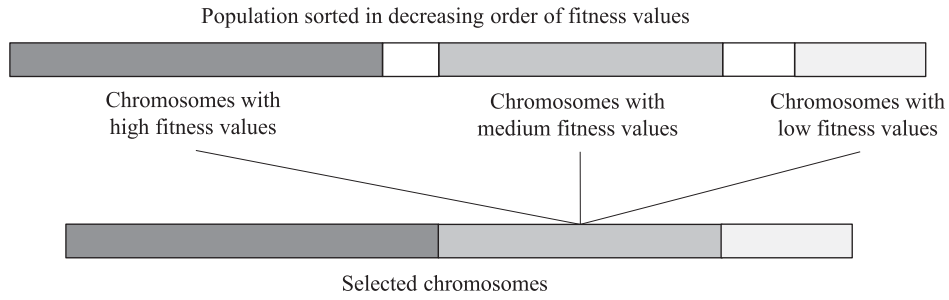 Population sorted in decreasing order of fitness values
Chromosomes with
high fitness values
Chromosomes with
medium fitness values
Chromosomes with
low fitness values
Selected chromosomes